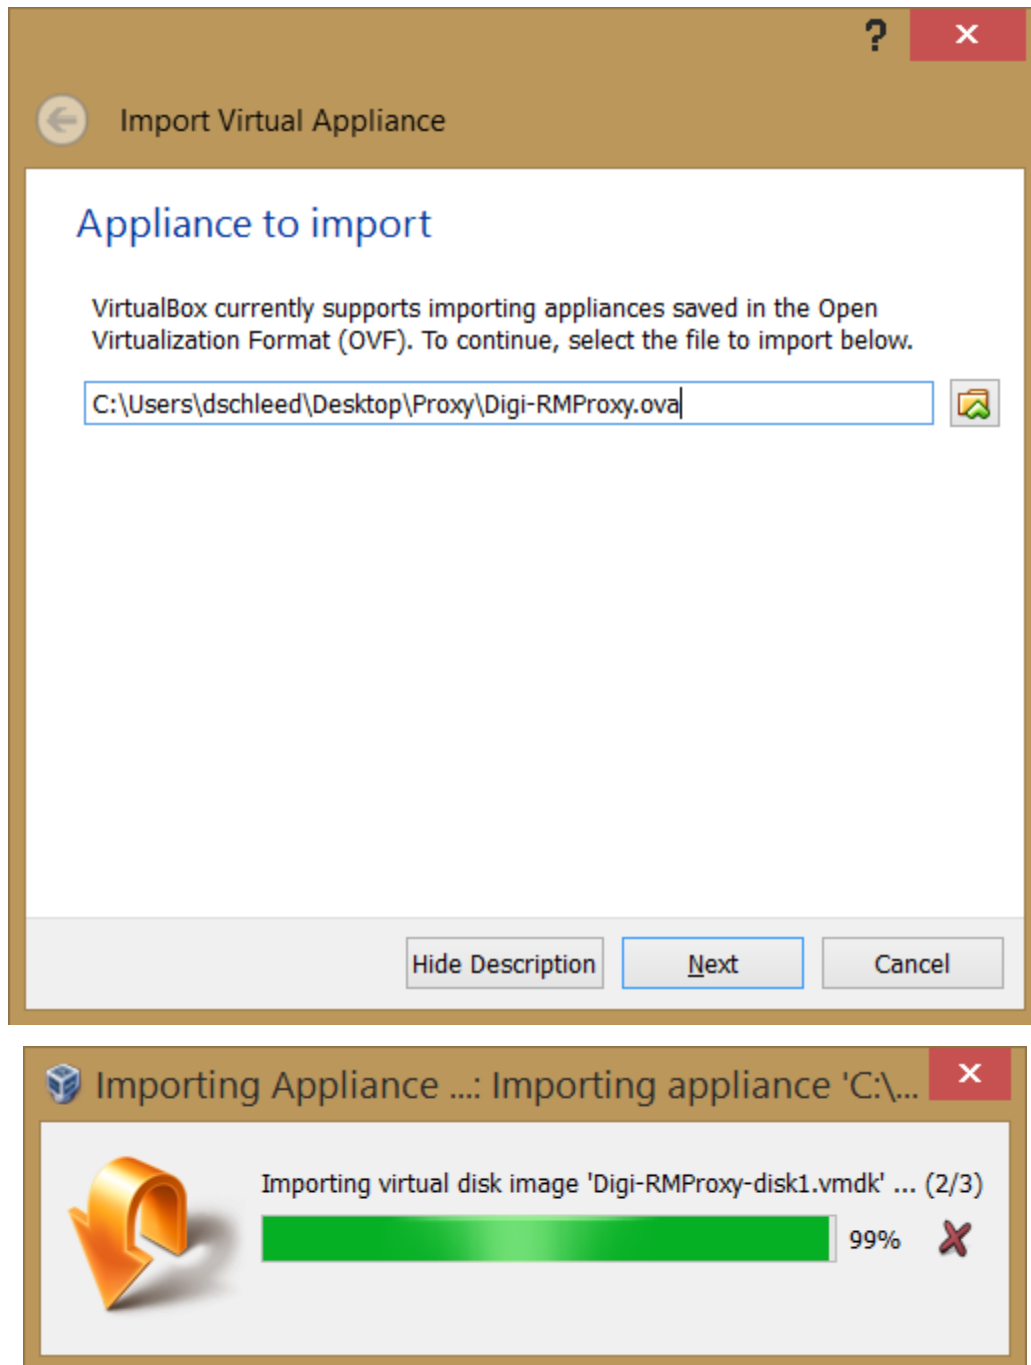 ?
Import Virtual Appliance
Appliance to import
VirtualBox currently supports importing appliances saved in the Open
Virtualization Format (OVF). To continue, select the file to import below.
C:\Users\dschleed\Desktop\Proxy\Digi-RMProxy.ova
Hide Description Next Cancel
Importing Appliance ...: Importing appliance 'C:\...
Importing virtual disk image 'Digi-RMProxy-disk1.vmdk' ... (2/3)
99%